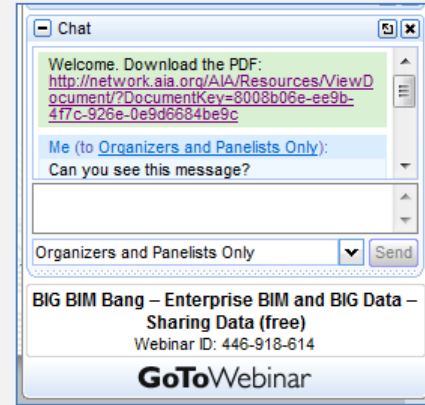 Chat
Welcome. Download the PDF:
http://network.aia.org/AIA/Resources/ViewD
ocument/?DocumentKey=8008b06e-ee9b-
4f7c-926e-0e9d6684be9c
Me (to Organizers and Panelists Only):
Can you see this message?
Organizers and Panelists Only
Send
BIG BIM Bang – Enterprise BIM and BIG Data –
Sharing Data (free)
Webinar ID: 446-918-614
GoToWebinar